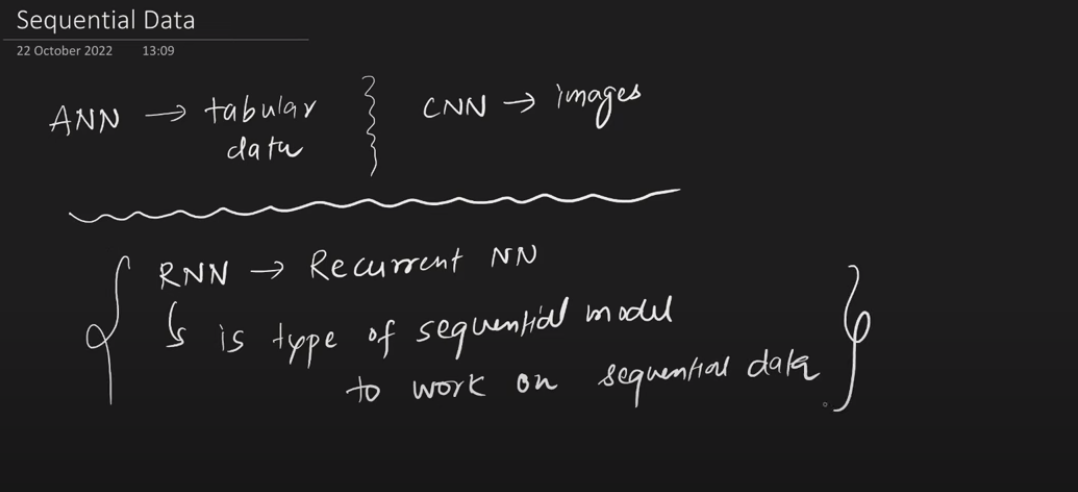 Sequential Data
22 October 2022 13:09
ANN → tabular data
CNN → images
RNN → Recurrent NN
↳ is type of sequential model
to work on sequential data.